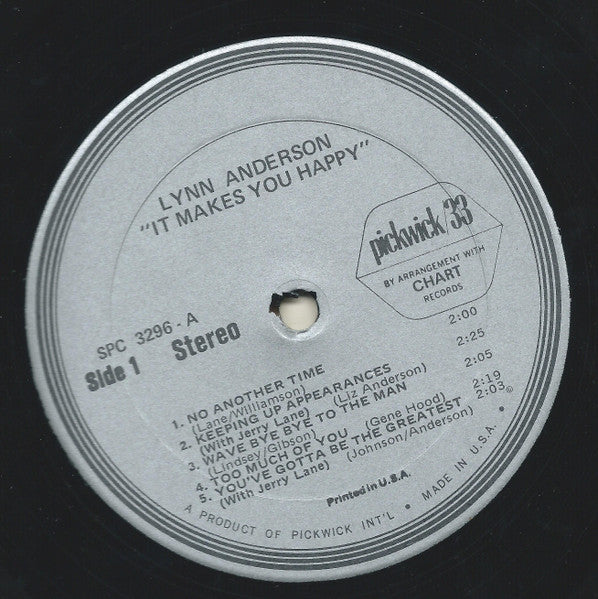 LYNN ANDERSON
"IT MAKES YOU HAPPY"
pickwick 33
BY ARRANGEMENT WITH
CHART
RECORDS
SPC 3296-A
Side 1 Stereo
1. NO ANOTHER TIME 2:00
(Lane/Williamson)
2. KEEPING UP APPEARANCES 2:25
(With Jerry Lane) (Liz Anderson)
3. WAVE BYE BYE TO THE MAN 2:05
(Lindsey/Gibson)
4. TOO MUCH OF YOU (Gene Hood) 2:19
5. YOU'VE GOTTA BE THE GREATEST 2:03 ©
(With Jerry Lane) (Johnson/Anderson)
Printed in U.S.A.
A PRODUCT OF PICKWICK INT'L • MADE IN U.S.A. •